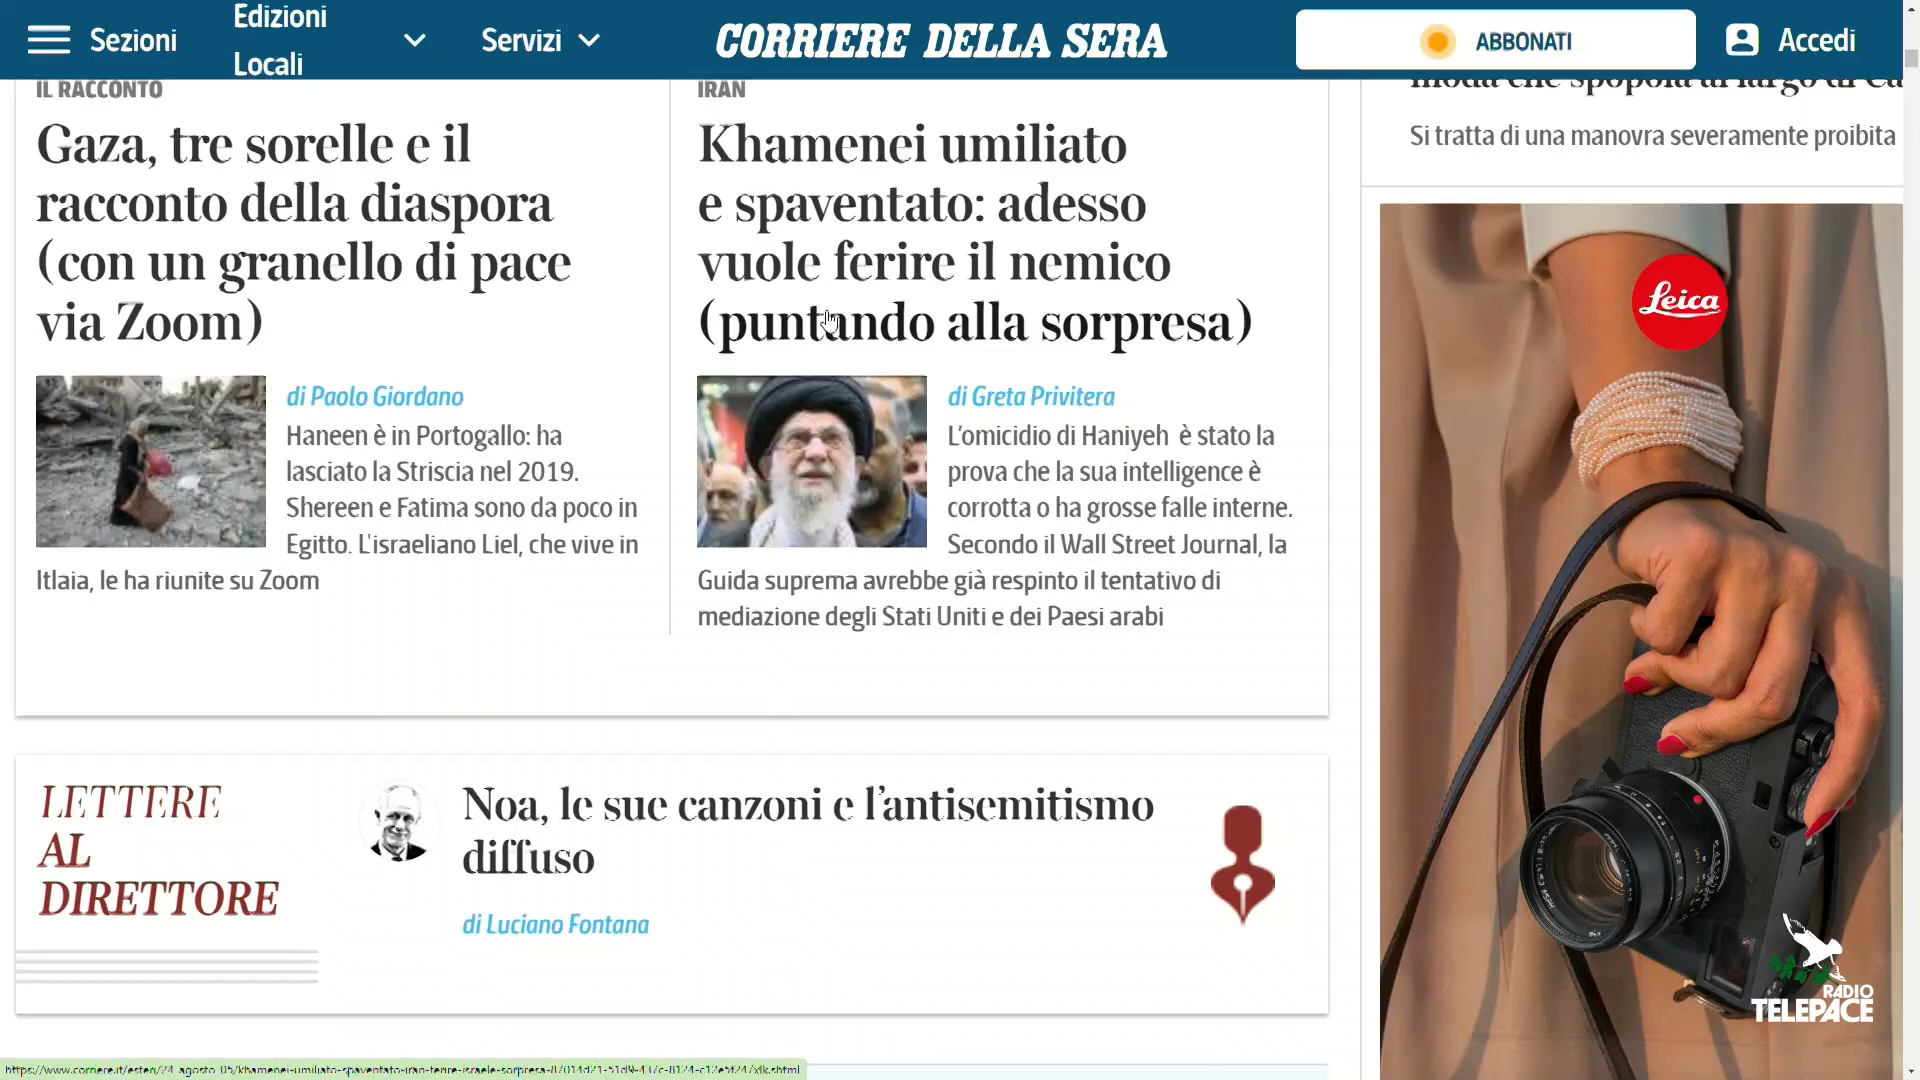 Sezioni
Edizioni
Locali
Servizi
CORRIERE DELLA SERA
ABBONATI
Accedi
IL RACCONTO
Gaza, tre sorelle e il
racconto della diaspora
(con un granello di pace
via Zoom)
di Paolo Giordano
Haneen è in Portogallo: ha
lasciato la Striscia nel 2019.
Shereen e Fatima sono da poco in
Egitto. L'israeliano Liel, che vive in
Itlaia, le ha riunite su Zoom
IRAN
Khamenei umiliato
e spaventato: adesso
vuole ferire il nemico
(puntando alla sorpresa)
di Greta Privitera
L'omicidio di Haniyeh è stato la
prova che la sua intelligence è
corrotta o ha grosse falle interne.
Secondo il Wall Street Journal, la
Guida suprema avrebbe già respinto il tentativo di
mediazione degli Stati Uniti e dei Paesi arabi
moda che spopola al largo di
Si tratta di una manovra severamente proibita
Leica
LETTERE
AL
DIRETTORE
Noa, le sue canzoni e l'antisemitismo
diffuso
di Luciano Fontana
RADIO
TELEPACE